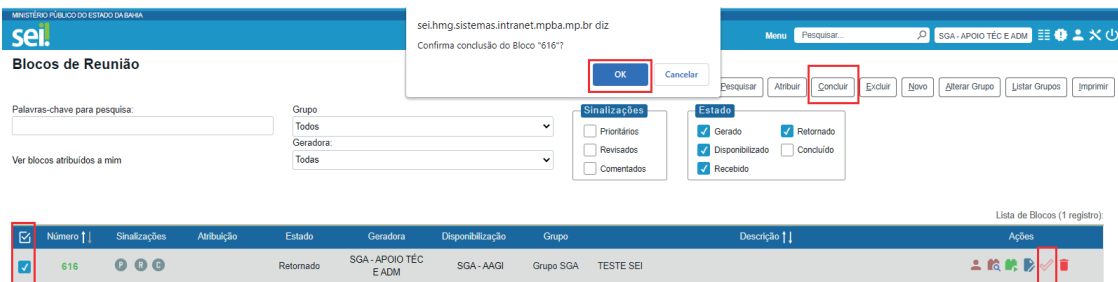 MINISTÉRIO PÚBLICO DO ESTADO DA BAHIA
sei!
sei.hmg.sistemas.intranet.mpba.mp.br diz
Confirma conclusão do Bloco "616"?
OK Cancelar
Menu Pesquisar... SGA - APOIO TÉC E ADM
Blocos de Reunião
Pesquisar Atribuir Concluir Excluir Novo Alterar Grupo Listar Grupos Imprimir
Palavras-chave para pesquisa:
Grupo
Todos
Geradora:
Todas
Ver blocos atribuídos a mim
Sinalizações
Prioritários
Revisados
Comentados
Estado
Gerado Retornado
Disponibilizado Concluído
Recebido
Lista de Blocos (1 registro):
Número Sinalizações Atribuição Estado Geradora Disponibilização Grupo Descrição Ações
616 P R C Retornado SGA - APOIO TÉC E ADM SGA - AAGI Grupo SGA TESTE SEI